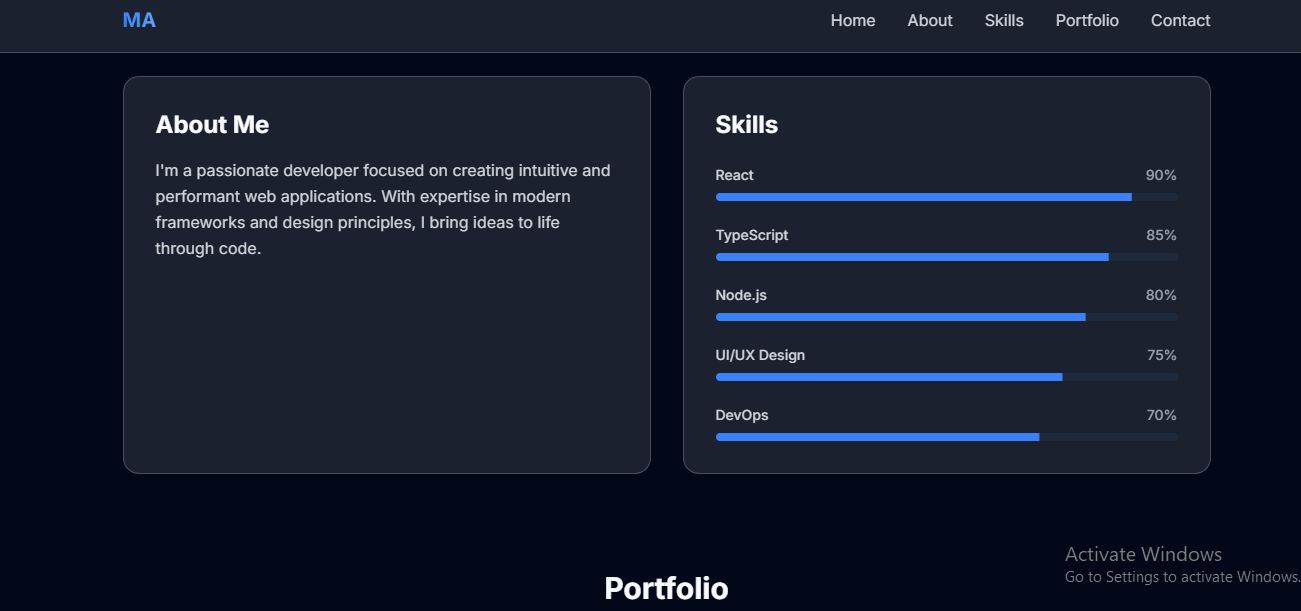 MA
Home About Skills Portfolio Contact
About Me
I'm a passionate developer focused on creating intuitive and
performant web applications. With expertise in modern
frameworks and design principles, I bring ideas to life
through code.
Skills
React 90%
TypeScript 85%
Node.js 80%
UI/UX Design 75%
DevOps 70%
Portfolio
Activate Windows
Go to Settings to activate Windows.